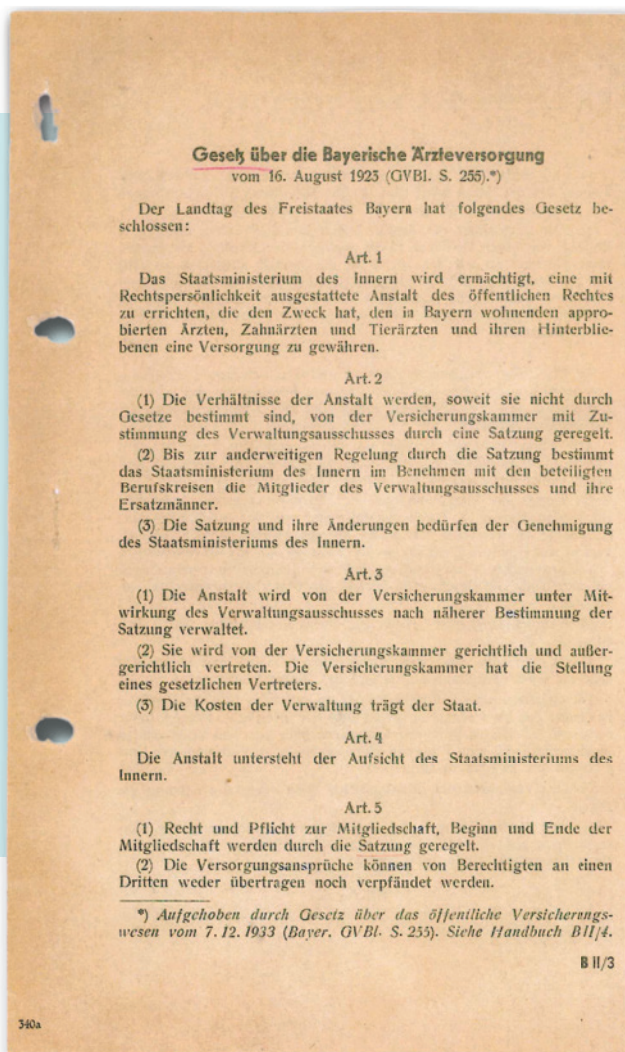 Gesetz über die Bayerische Ärzteversorgung
vom 16. August 1923 (GVBl. S. 255).*)
Der Landtag des Freistaates Bayern hat folgendes Gesetz be-
schlossen:
Art. 1
Das Staatsministerium des Innern wird ermächtigt, eine mit
Rechtspersönlichkeit ausgestattete Anstalt des öffentlichen Rechtes
zu errichten, die den Zweck hat, den in Bayern wohnenden appro-
bierten Ärzten, Zahnärzten und Tierärzten und ihren Hinterblie-
benen eine Versorgung zu gewähren.
Art. 2
(1) Die Verhältnisse der Anstalt werden, soweit sie nicht durch
Gesetze bestimmt sind, von der Versicherungskammer mit Zu-
stimmung des Verwaltungsausschusses durch eine Satzung geregelt.
(2) Bis zur anderweitigen Regelung durch die Satzung bestimmt
das Staatsministerium des Innern im Benehmen mit den beteiligten
Berufskreisen die Mitglieder des Verwaltungsausschusses und ihre
Ersatzmänner.
(3) Die Satzung und ihre Änderungen bedürfen der Genehmigung
des Staatsministeriums des Innern.
Art. 3
(1) Die Anstalt wird von der Versicherungskammer unter Mit-
wirkung des Verwaltungsausschusses nach näherer Bestimmung der
Satzung verwaltet.
(2) Sie wird von der Versicherungskammer gerichtlich und außer-
gerichtlich vertreten. Die Versicherungskammer hat die Stellung
eines gesetzlichen Vertreters.
(3) Die Kosten der Verwaltung trägt der Staat.
Art. 4
Die Anstalt untersteht der Aufsicht des Staatsministeriums des
Innern.
Art. 5
(1) Recht und Pflicht zur Mitgliedschaft, Beginn und Ende der
Mitgliedschaft werden durch die Satzung geregelt.
(2) Die Versorgungsansprüche können von Berechtigten an einen
Dritten weder übertragen noch verpfändet werden.
*) Aufgehoben durch Gesetz über das öffentliche Versicherungs-
wesen vom 7. 12. 1933 (Bayer. GVBl. S. 255). Siehe Handbuch B II/4.
B II/3
340a